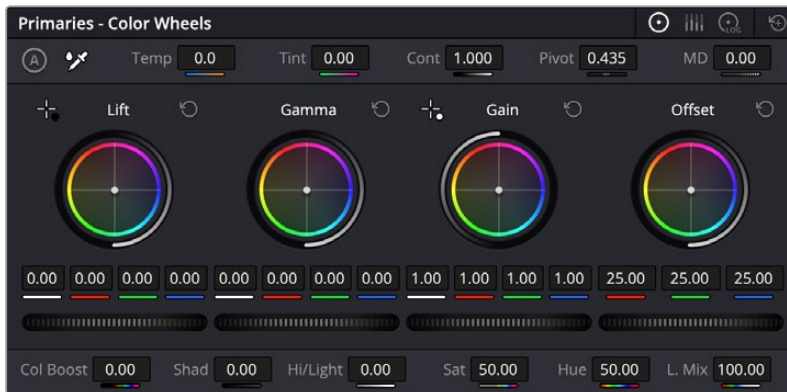 Primaries - Color Wheels
LOG
A Temp 0.0 Tint 0.00 Cont 1.000 Pivot 0.435 MD 0.00
Lift Gamma Gain Offset
0.00 0.00 0.00 0.00 0.00 0.00 0.00 0.00 1.00 1.00 1.00 1.00 25.00 25.00 25.00
Col Boost 0.00 Shad 0.00 Hi/Light 0.00 Sat 50.00 Hue 50.00 L. Mix 100.00